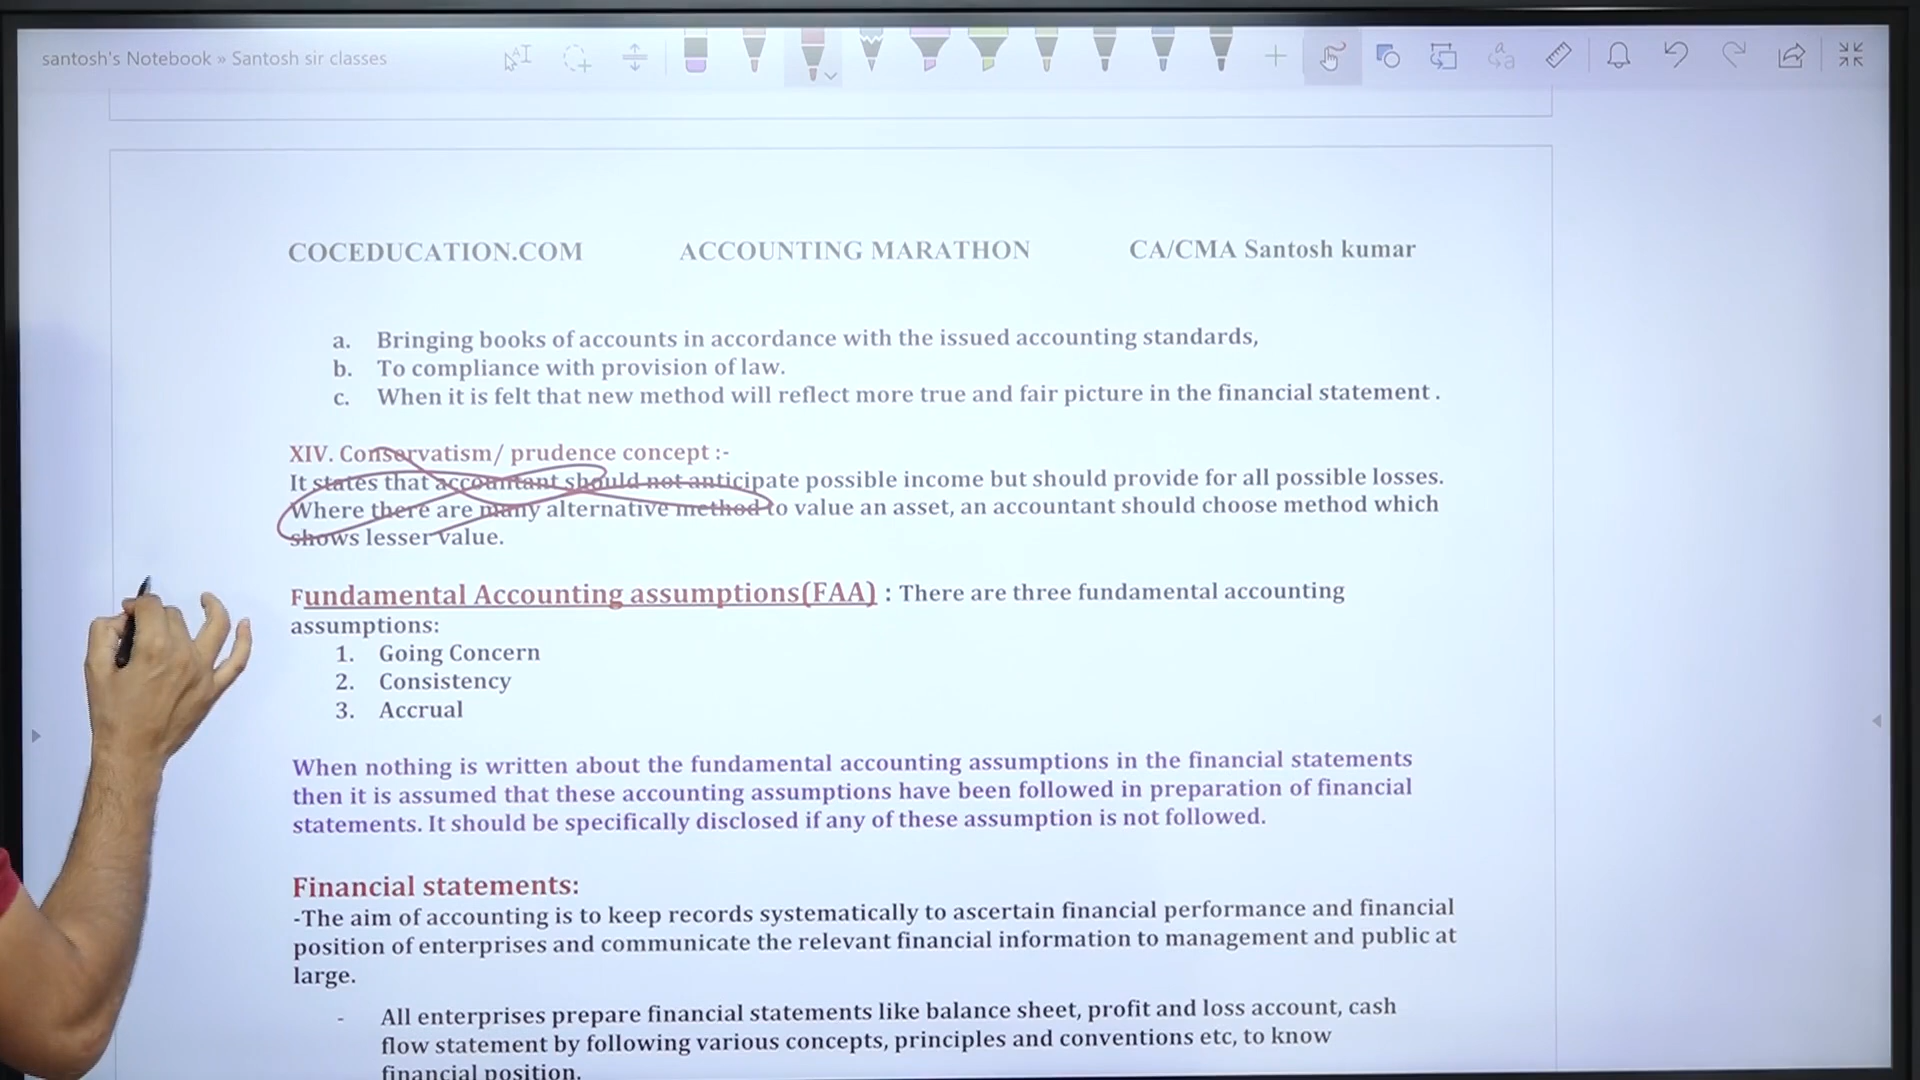 santosh's Notebook » Santosh sir classes
COCEDUCATION.COM ACCOUNTING MARATHON CA/CMA Santosh kumar
a. Bringing books of accounts in accordance with the issued accounting standards,
b. To compliance with provision of law.
c. When it is felt that new method will reflect more true and fair picture in the financial statement .
XIV. Conservatism/ prudence concept :-
It states that accountant should not anticipate possible income but should provide for all possible losses.
Where there are many alternative method to value an asset, an accountant should choose method which
shows lesser value.
Fundamental Accounting assumptions(FAA) : There are three fundamental accounting
assumptions:
1. Going Concern
2. Consistency
3. Accrual
When nothing is written about the fundamental accounting assumptions in the financial statements
then it is assumed that these accounting assumptions have been followed in preparation of financial
statements. It should be specifically disclosed if any of these assumption is not followed.
Financial statements:
-The aim of accounting is to keep records systematically to ascertain financial performance and financial
position of enterprises and communicate the relevant financial information to management and public at
large.
- All enterprises prepare financial statements like balance sheet, profit and loss account, cash
flow statement by following various concepts, principles and conventions etc, to know
financial position.